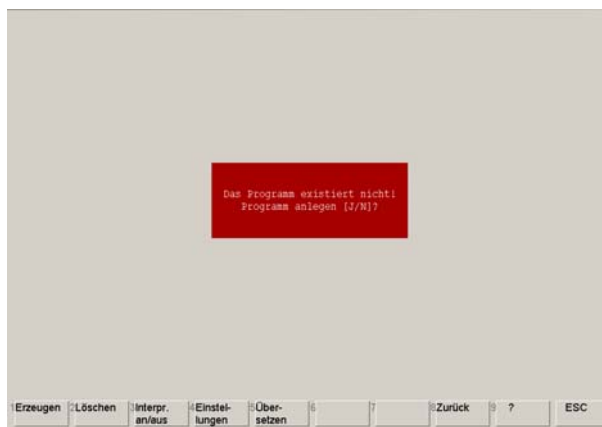 Das Programm existiert nicht!
Programm anlegen [J/N]?
1 Erzeugen 2 Löschen 3 Interpr. an/aus 4 Einstel- lungen 5 Über- setzen 6 7 8 Zurück 9 ? ESC